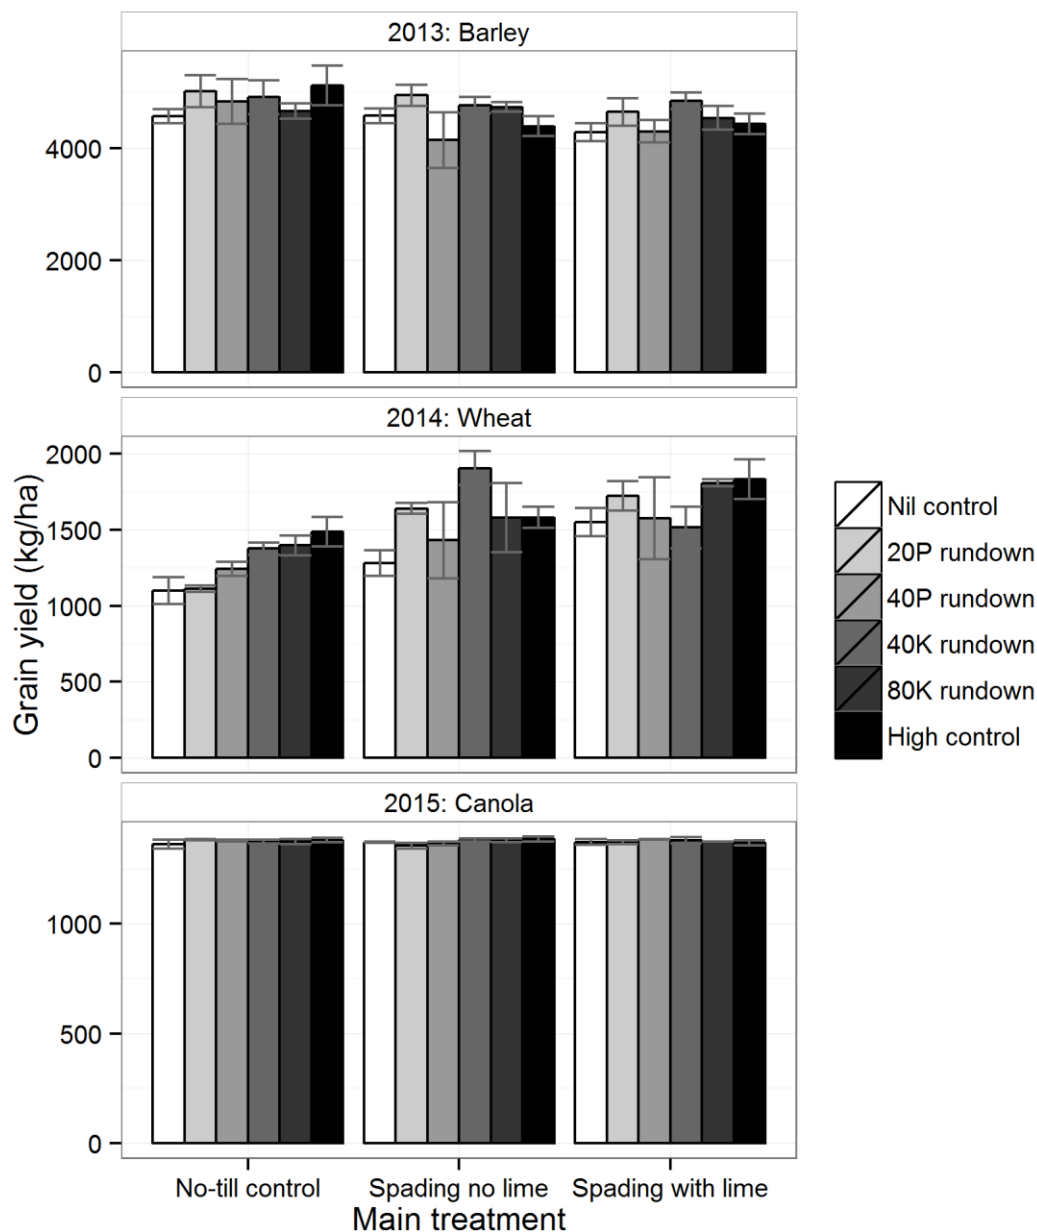 2013: Barley
4000
2000
0
2014: Wheat
2000
1500
1000
500
0
2015: Canola
1000
500
0
Grain yield (kg/ha)
No-till control
Spading no lime
Spading with lime
Main treatment
Nil control
20P rundown
40P rundown
40K rundown
80K rundown
High control